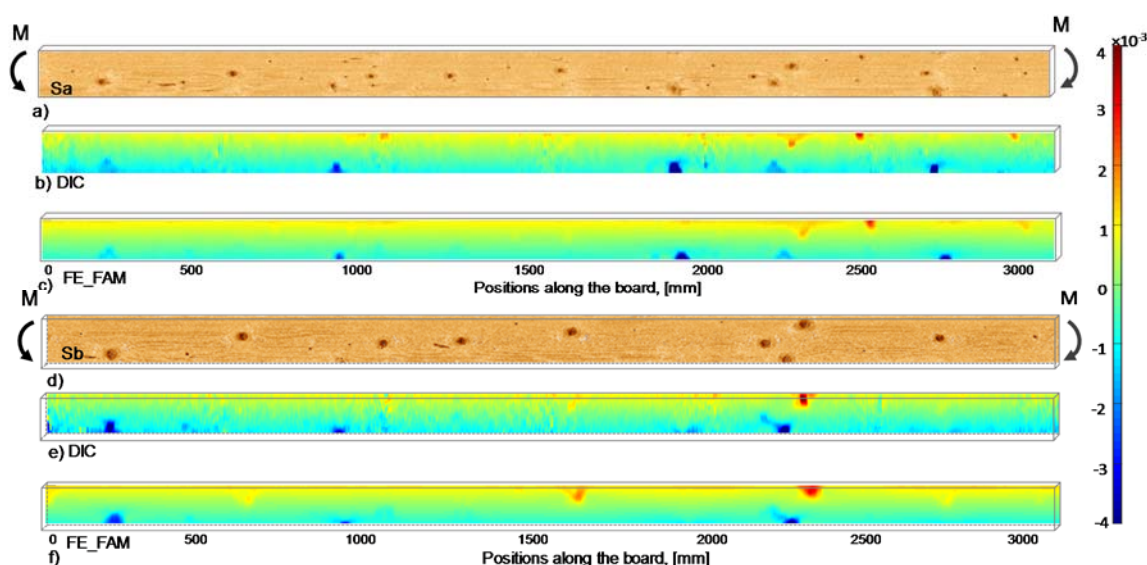 M
M
Sa
a)
b) DIC
0 500 1000 1500 2000 2500 3000
c) FE_FAM Positions along the board, [mm]
M
M
Sb
d)
e) DIC
0 500 1000 1500 2000 2500 3000
FE_FAM Positions along the board, [mm]
f)
×10-3
4
3
2
1
0
-1
-2
-3
-4